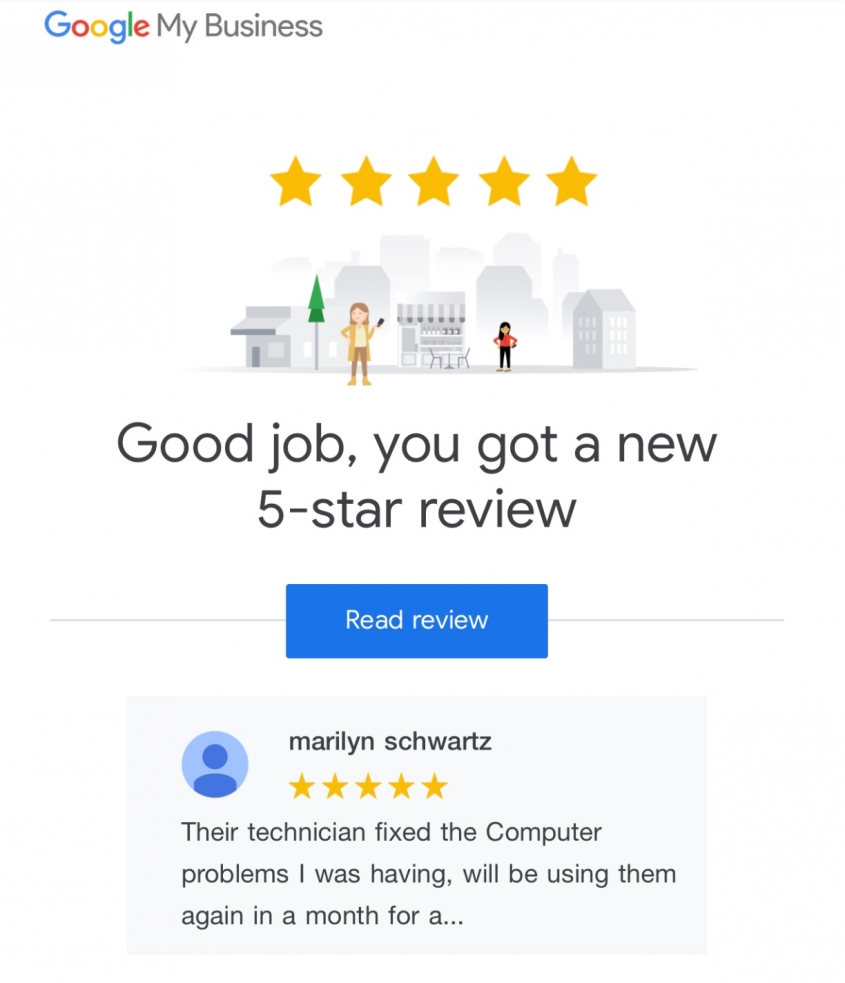 Google My Business
Good job, you got a new
5-star review
Read review
marilyn schwartz
Their technician fixed the Computer
problems I was having, will be using them
again in a month for a...